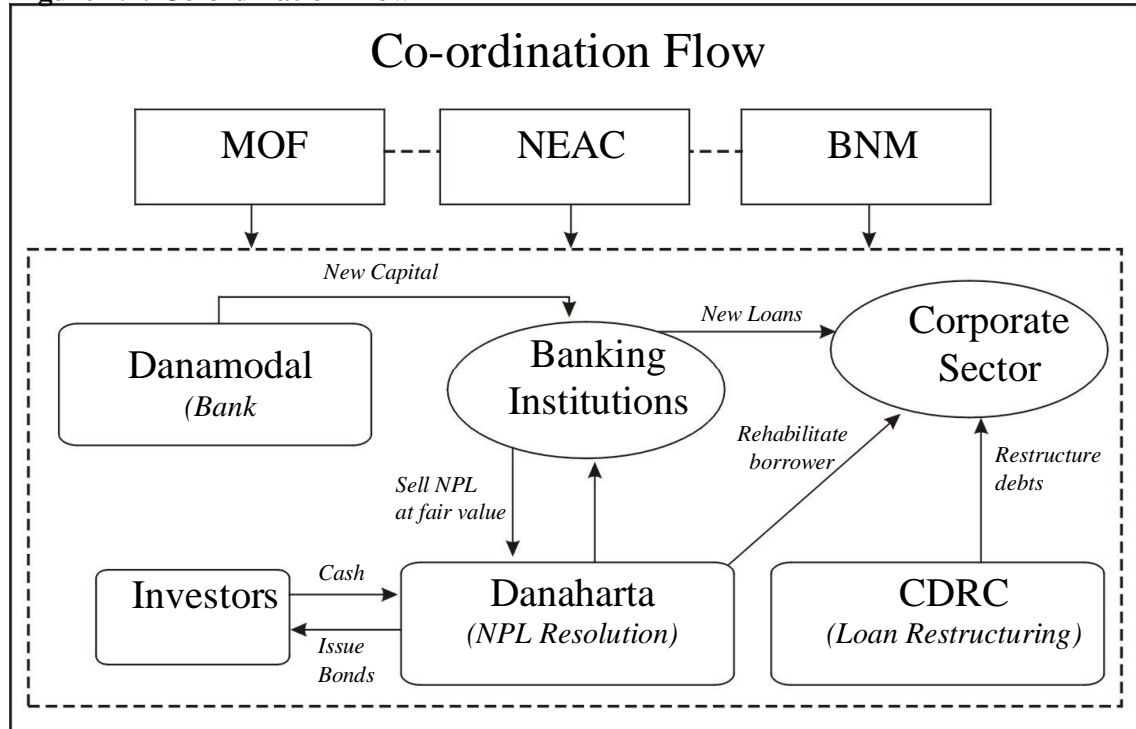 Co-ordination Flow
MOF
NEAC
BNM
New Capital
New Loans
Corporate
Sector
Banking
Institutions
Danamodal
(Bank
Rehabilitate
borrower
Restructure
debts
Sell NPL
at fair value
Investors
Cash
Issue
Bonds
Danaharta
(NPL Resolution)
CDRC
(Loan Restructuring)